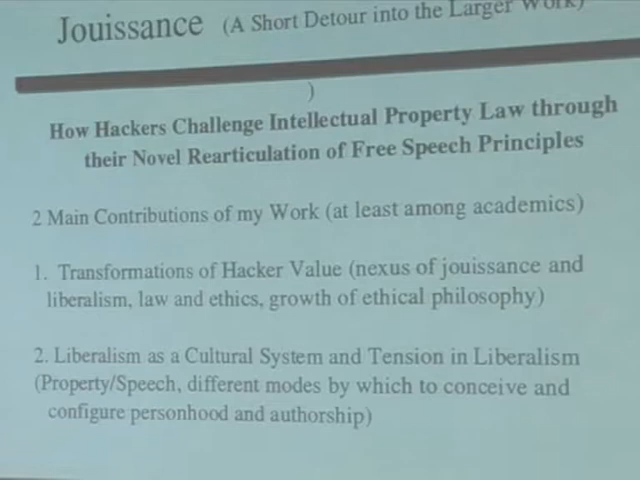 Jouissance (A Short Detour into the Larger Work)
)
How Hackers Challenge Intellectual Property Law through
their Novel Rearticulation of Free Speech Principles
2 Main Contributions of my Work (at least among academics)
1. Transformations of Hacker Value (nexus of jouissance and
liberalism, law and ethics, growth of ethical philosophy)
2. Liberalism as a Cultural System and Tension in Liberalism
(Property/Speech, different modes by which to conceive and
configure personhood and authorship)